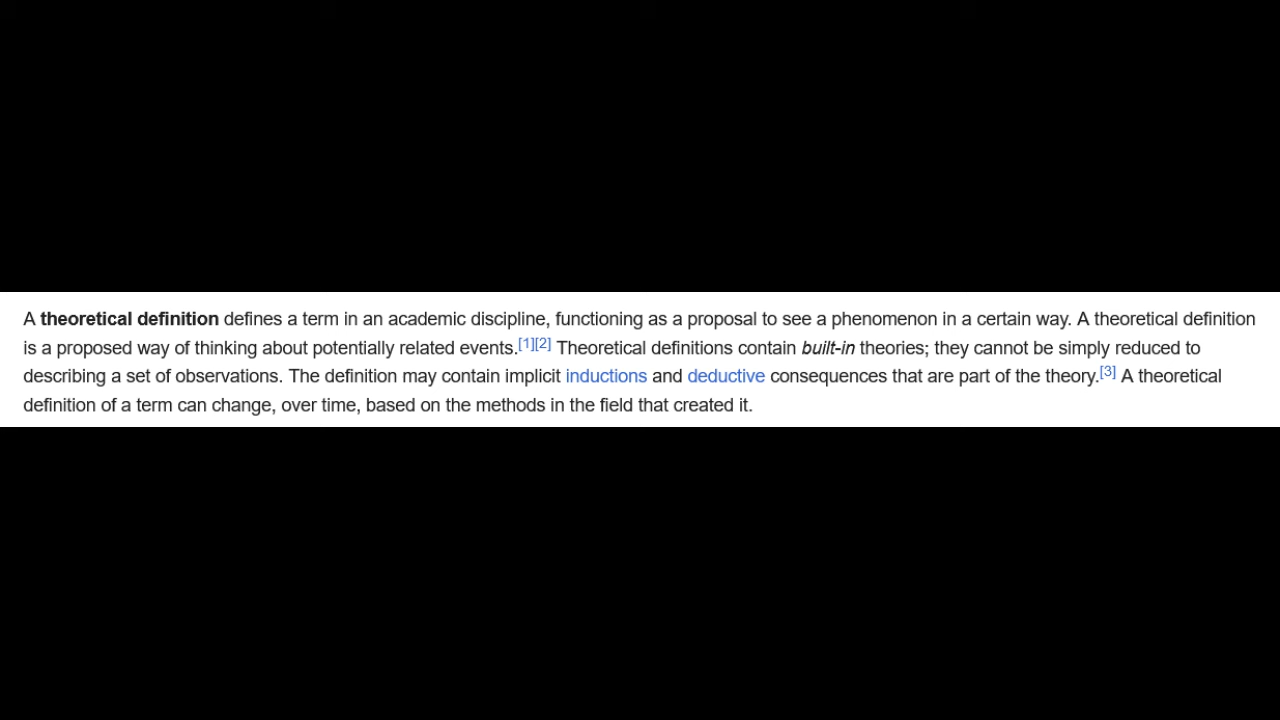 A theoretical definition defines a term in an academic discipline, functioning as a proposal to see a phenomenon in a certain way. A theoretical definition
is a proposed way of thinking about potentially related events.[1][2] Theoretical definitions contain built-in theories; they cannot be simply reduced to
describing a set of observations. The definition may contain implicit inductions and deductive consequences that are part of the theory.[3] A theoretical
definition of a term can change, over time, based on the methods in the field that created it.